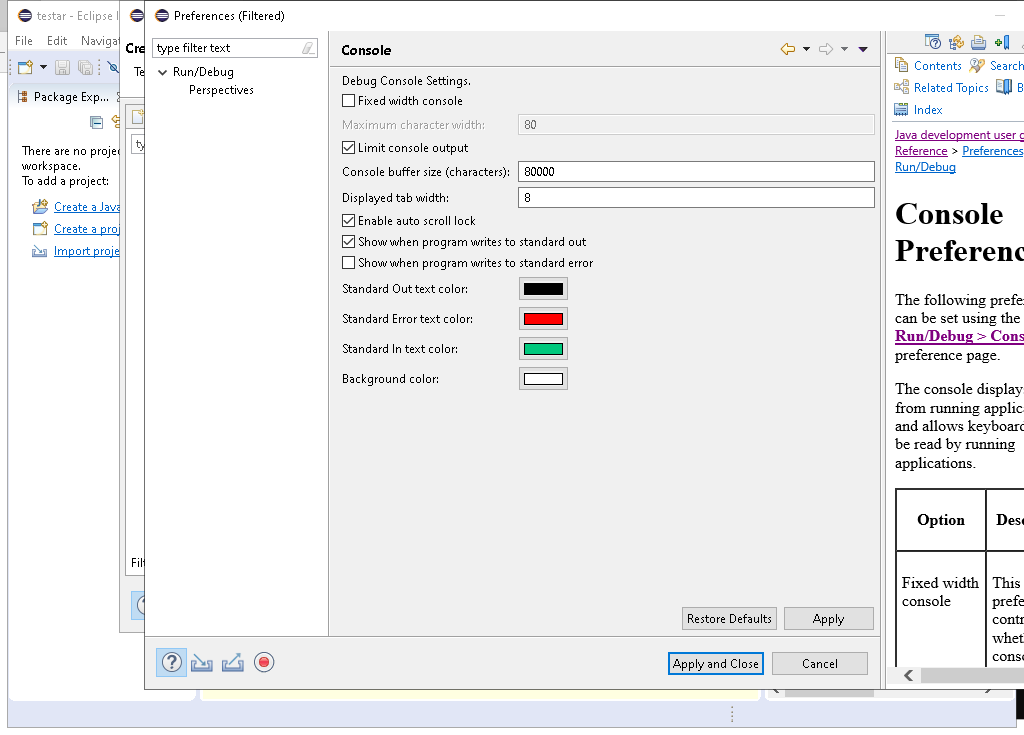 testar - Eclipse I
Preferences (Filtered)
File Edit Naviga
Package Exp...
There are no proje
workspace.
To add a project:
Create a Java
Create a proj
Import proje
Cre
Te
ty
Filt
type filter text
Run/Debug
Perspectives
Console
Debug Console Settings.
Fixed width console
Maximum character width: 80
Limit console output
Console buffer size (characters): 80000
Displayed tab width: 8
Enable auto scroll lock
Show when program writes to standard out
Show when program writes to standard error
Standard Out text color:
Standard Error text color:
Standard In text color:
Background color:
Restore Defaults Apply
Apply and Close Cancel
Contents Search
Related Topics B
Index
Java development user g
Reference > Preferences
Run/Debug
Console
Preferenc
The following prefer
can be set using the
Run/Debug > Cons
preference page.
The console display
from running applica
and allows keyboard
be read by running
applications.
Option Desc
Fixed width
console
This
prefe
contr
wheth
conso